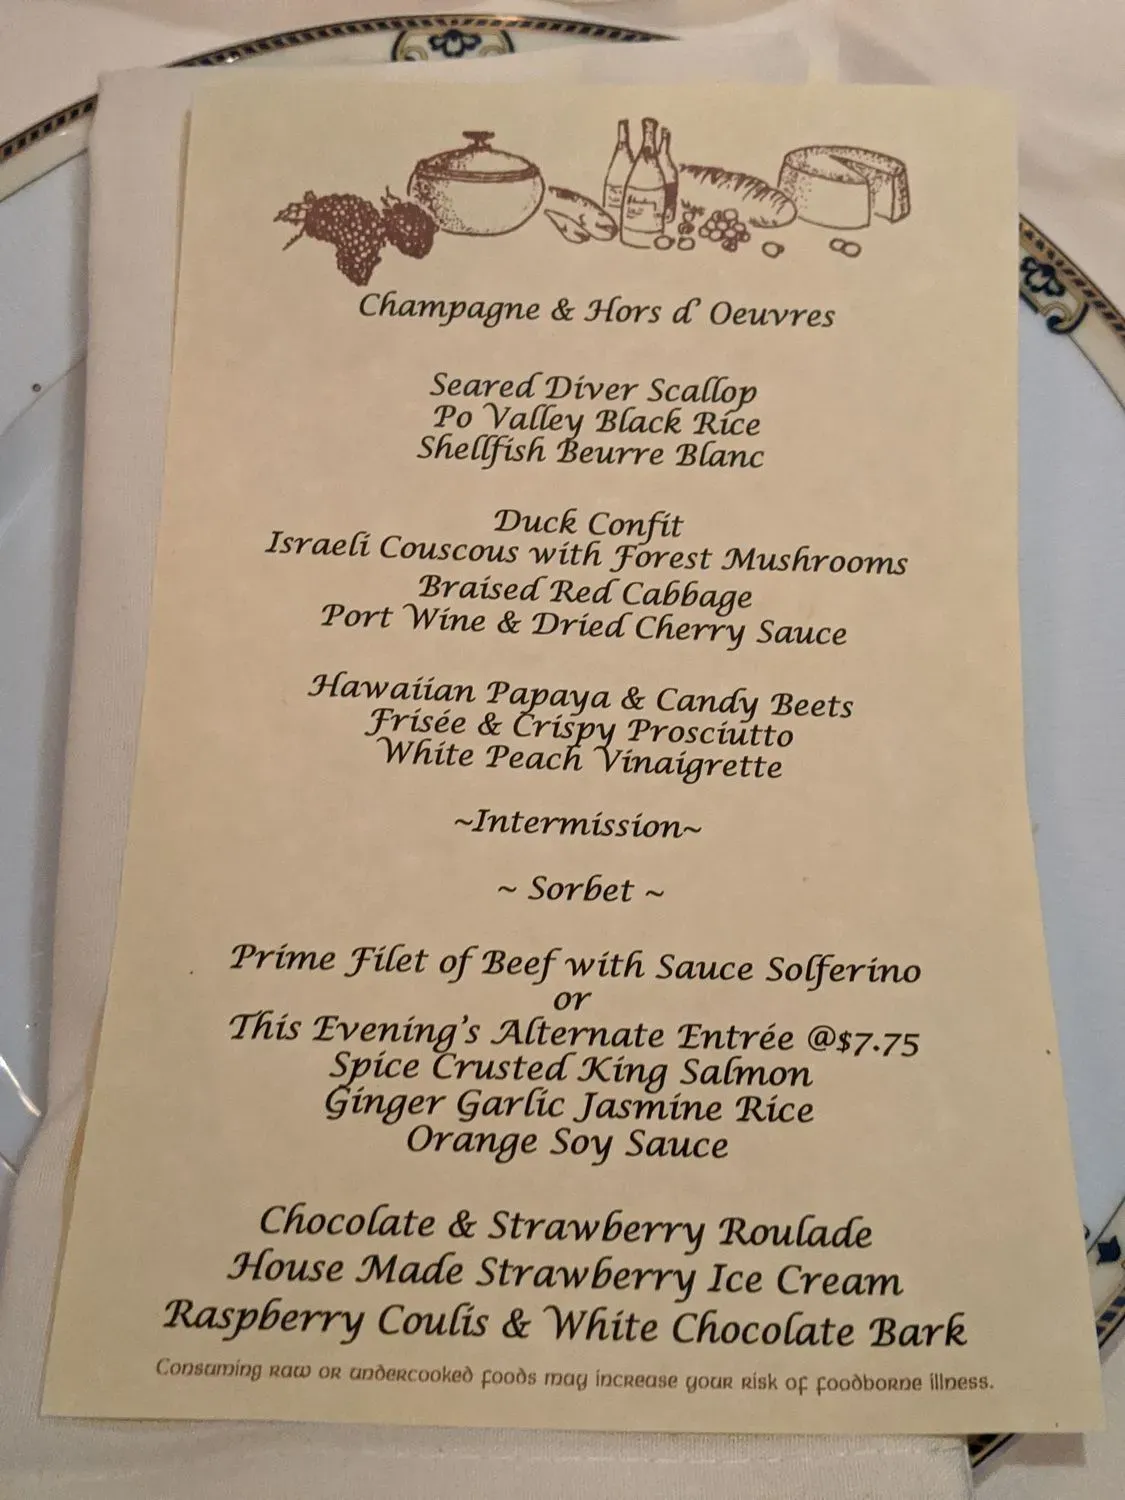 Champagne & Hors d' Oeuvres
Seared Diver Scallop
Po Valley Black Rice
Shellfish Beurre Blanc
Duck Confit
Israeli Couscous with Forest Mushrooms
Braised Red Cabbage
Port Wine & Dried Cherry Sauce
Hawaiian Papaya & Candy Beets
Frisée & Crispy Prosciutto
White Peach Vinaigrette
~Intermission~
~ Sorbet ~
Prime Filet of Beef with Sauce Solferino
or
This Evening's Alternate Entrée @$7.75
Spice Crusted King Salmon
Ginger Garlic Jasmine Rice
Orange Soy Sauce
Chocolate & Strawberry Roulade
House Made Strawberry Ice Cream
Raspberry Coulis & White Chocolate Bark
Consuming raw or undercooked foods may increase your risk of foodborne illness.